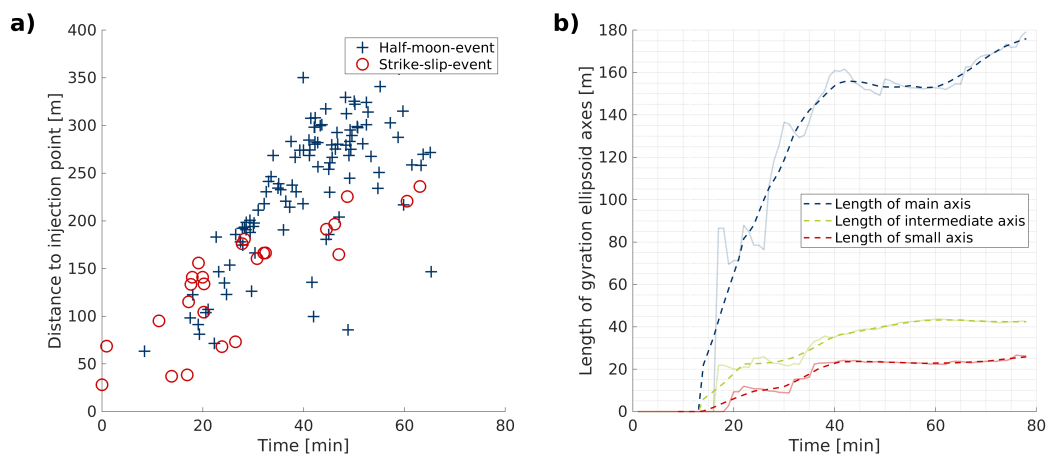 a)
400
350
300
250
200
150
100
50
0
Distance to injection point [m]
Half-moon-event
Strike-slip-event
0 20 40 60 80
Time [min]
b)
180
160
140
120
100
80
60
40
20
0
Length of gyration ellipsoid axes [m]
Length of main axis
Length of intermediate axis
Length of small axis
0 20 40 60 80
Time [min]